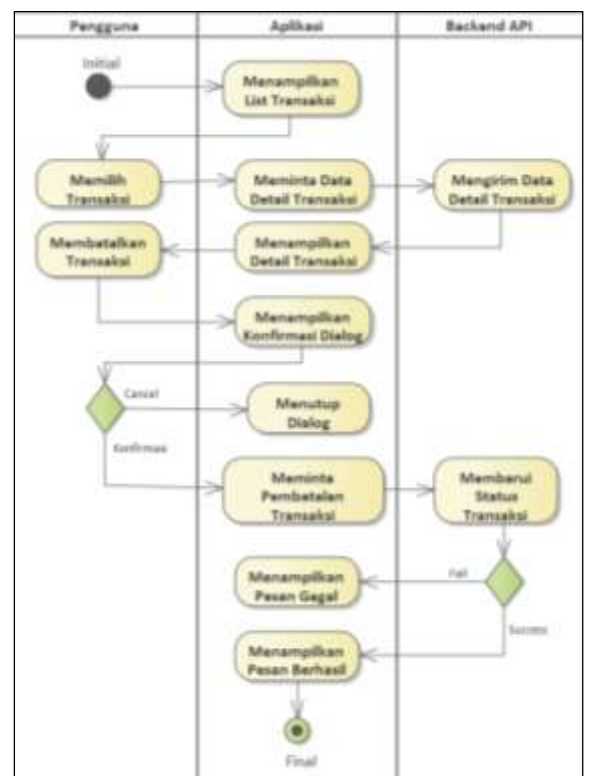 Pengguna
Aplikasi
Backend API
Initial
Menampilkan
List Transaksi
Memilih
Transaksi
Meminta Data
Detail Transaksi
Mengirim Data
Detail Transaksi
Membatalkan
Transaksi
Menampilkan
Detail Transaksi
Menampilkan
Konfirmasi Dialog
Cancel
Menutup
Dialog
Konfirmasi
Meminta
Pembatalan
Transaksi
Membarui
Status
Transaksi
Menampilkan
Pesan Gagal
Fail
Success
Menampilkan
Pesan Berhasil
Final